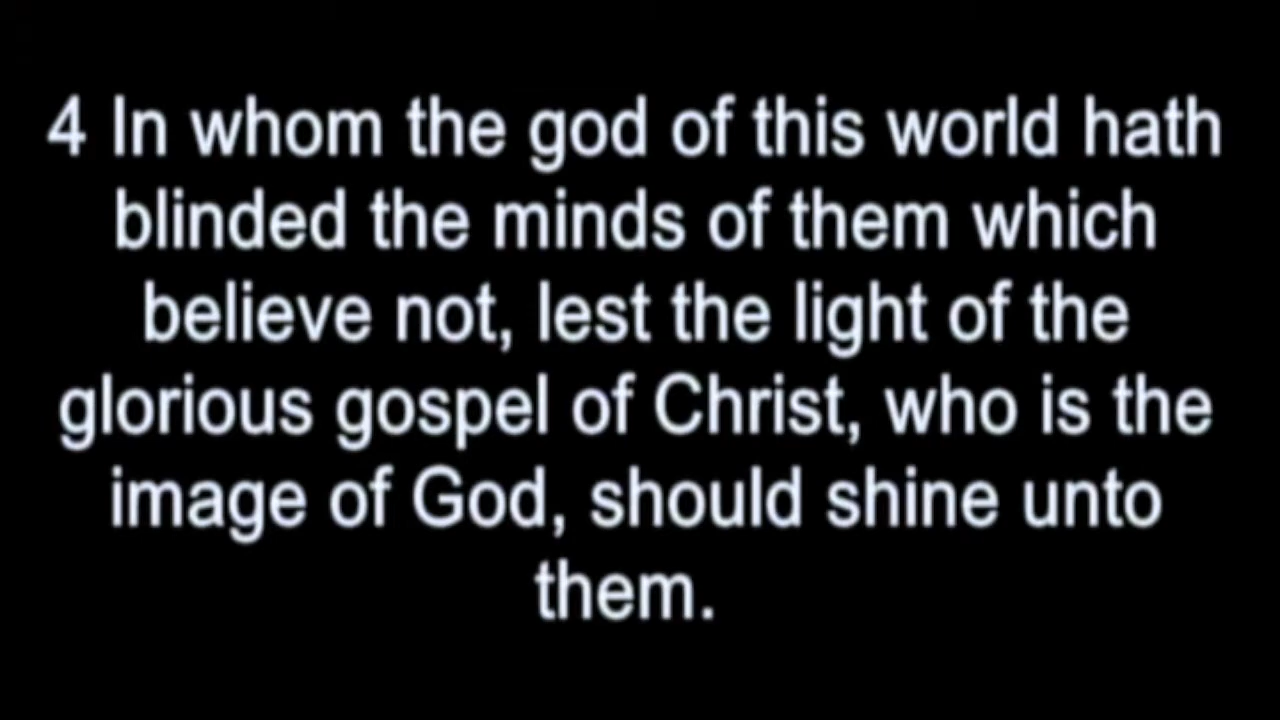 4 In whom the god of this world hath
blinded the minds of them which
believe not, lest the light of the
glorious gospel of Christ, who is the
image of God, should shine unto
them.